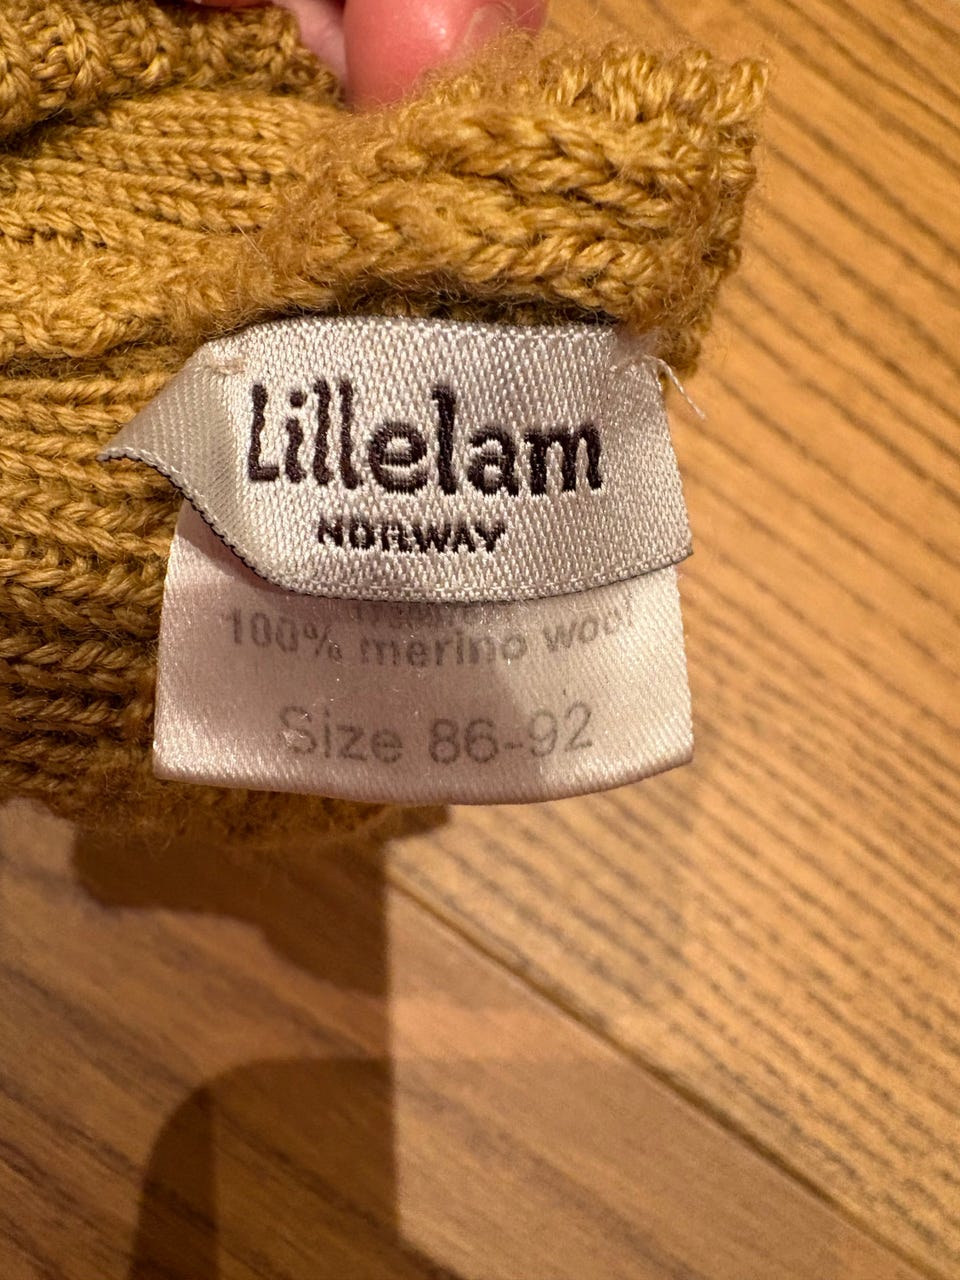 Lillelam
NORWAY
100% merino wool
Size 86-92